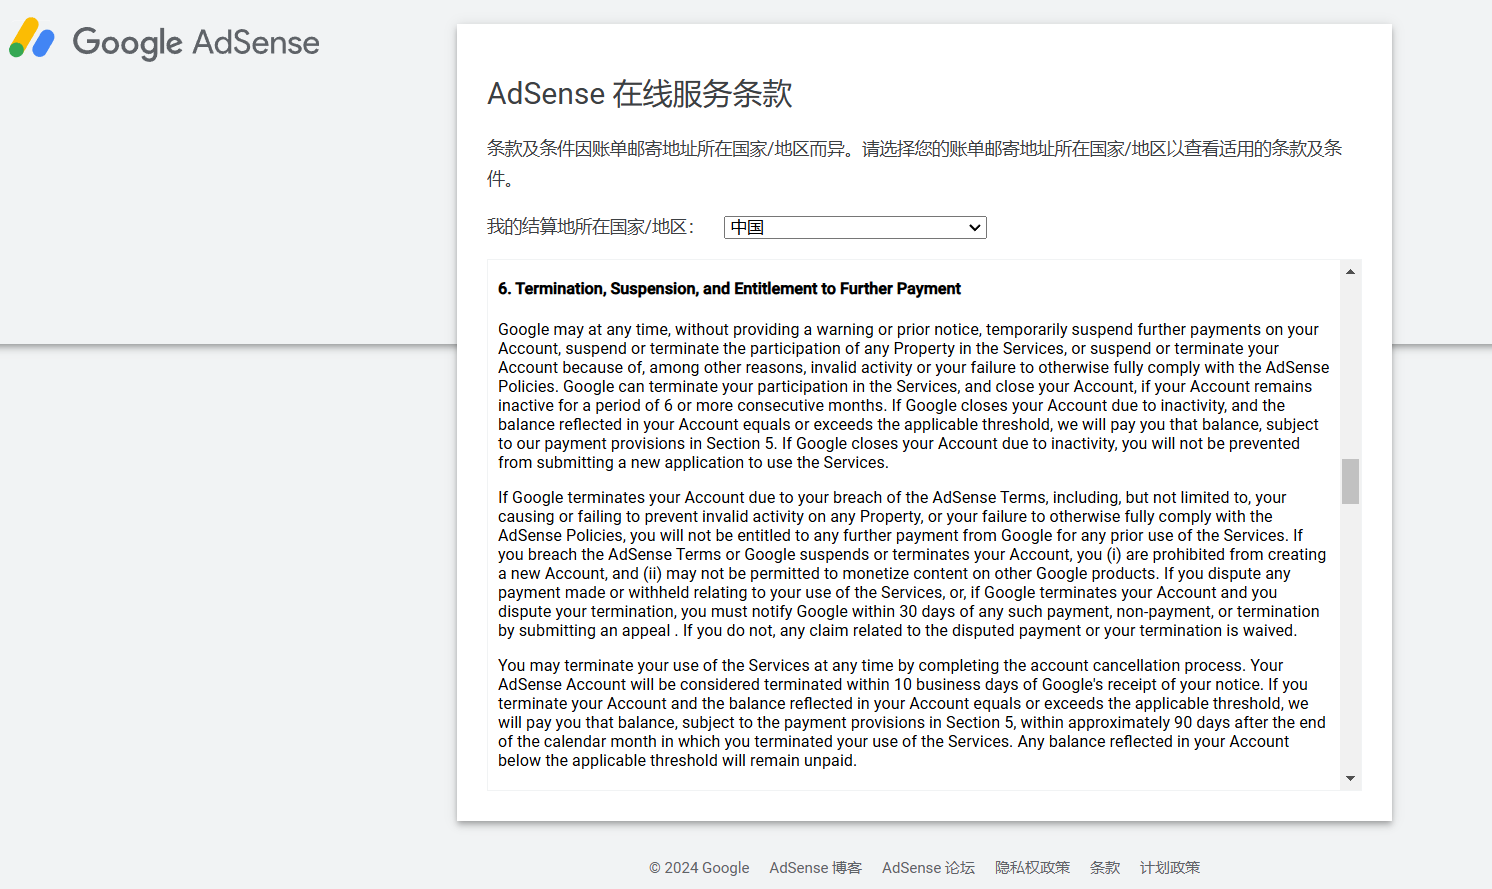 Google AdSense
AdSense 在线服务条款
条款及条件因账单邮寄地址所在国家/地区而异。请选择您的账单邮寄地址所在国家/地区以查看适用的条款及条
件。
我的结算地所在国家/地区： 中国
6. Termination, Suspension, and Entitlement to Further Payment
Google may at any time, without providing a warning or prior notice, temporarily suspend further payments on your
Account, suspend or terminate the participation of any Property in the Services, or suspend or terminate your
Account because of, among other reasons, invalid activity or your failure to otherwise fully comply with the AdSense
Policies. Google can terminate your participation in the Services, and close your Account, if your Account remains
inactive for a period of 6 or more consecutive months. If Google closes your Account due to inactivity, and the
balance reflected in your Account equals or exceeds the applicable threshold, we will pay you that balance, subject
to our payment provisions in Section 5. If Google closes your Account due to inactivity, you will not be prevented
from submitting a new application to use the Services.
If Google terminates your Account due to your breach of the AdSense Terms, including, but not limited to, your
causing or failing to prevent invalid activity on any Property, or your failure to otherwise fully comply with the
AdSense Policies, you will not be entitled to any further payment from Google for any prior use of the Services. If
you breach the AdSense Terms or Google suspends or terminates your Account, you (i) are prohibited from creating
a new Account, and (ii) may not be permitted to monetize content on other Google products. If you dispute any
payment made or withheld relating to your use of the Services, or, if Google terminates your Account and you
dispute your termination, you must notify Google within 30 days of any such payment, non-payment, or termination
by submitting an appeal . If you do not, any claim related to the disputed payment or your termination is waived.
You may terminate your use of the Services at any time by completing the account cancellation process. Your
AdSense Account will be considered terminated within 10 business days of Google's receipt of your notice. If you
terminate your Account and the balance reflected in your Account equals or exceeds the applicable threshold, we
will pay you that balance, subject to the payment provisions in Section 5, within approximately 90 days after the end
of the calendar month in which you terminated your use of the Services. Any balance reflected in your Account
below the applicable threshold will remain unpaid.
© 2024 Google AdSense 博客 AdSense 论坛 隐私权政策 条款 计划政策